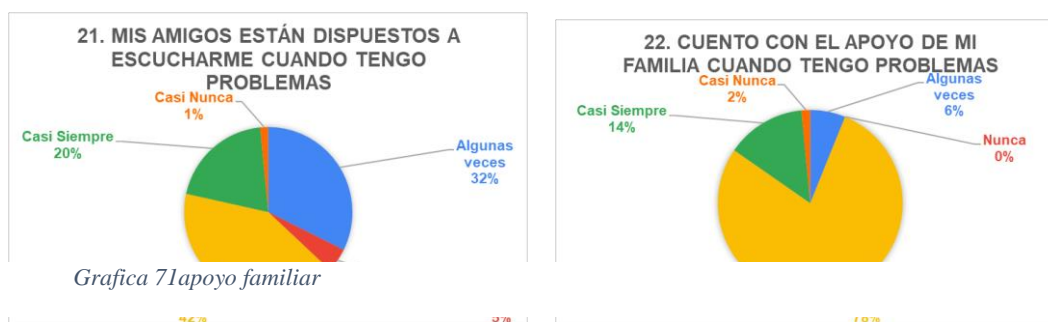 21. MIS AMIGOS ESTÁN DISPUESTOS A
ESCUCHARME CUANDO TENGO
PROBLEMAS
Casi Nunca
1%
Casi Siempre
20%
Algunas
veces
32%
22. CUENTO CON EL APOYO DE MI
FAMILIA CUANDO TENGO PROBLEMAS
Casi Nunca
2%
Algunas
veces
6%
Casi Siempre
14%
Nunca
0%
Grafica 71apoyo familiar